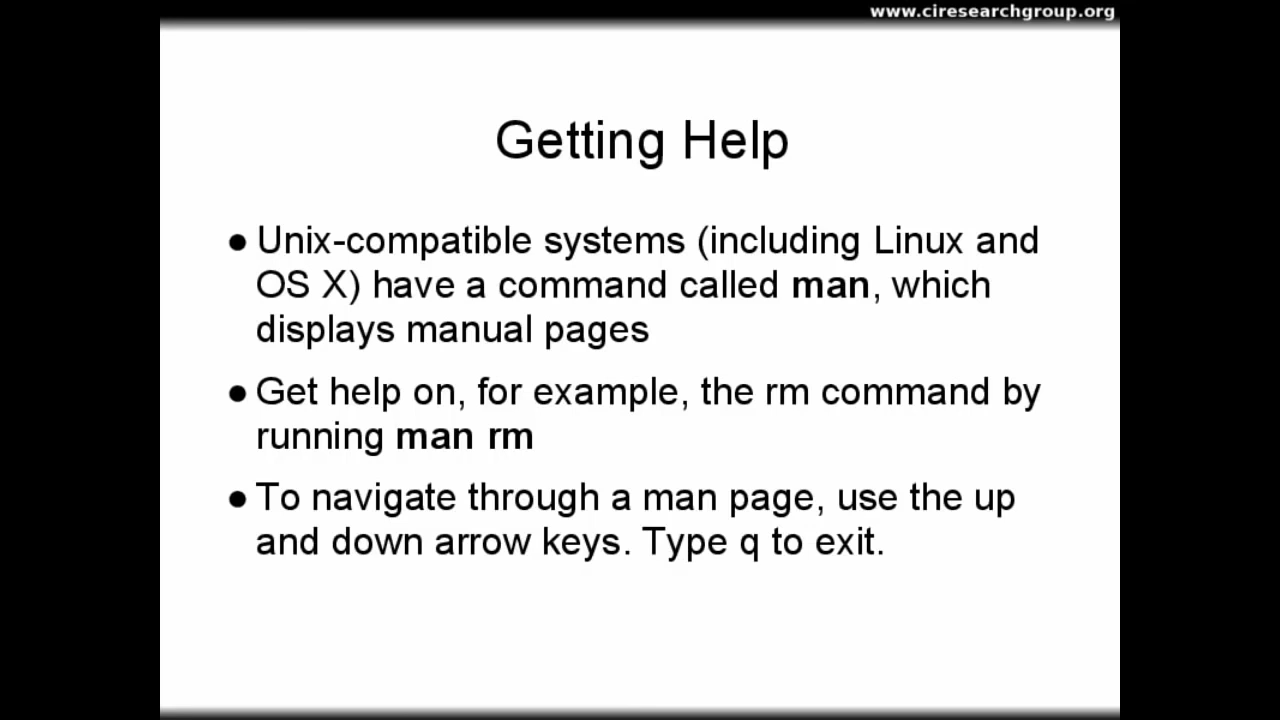 www.ciresearchgroup.org
Getting Help
● Unix-compatible systems (including Linux and
OS X) have a command called man, which
displays manual pages
● Get help on, for example, the rm command by
running man rm
● To navigate through a man page, use the up
and down arrow keys. Type q to exit.